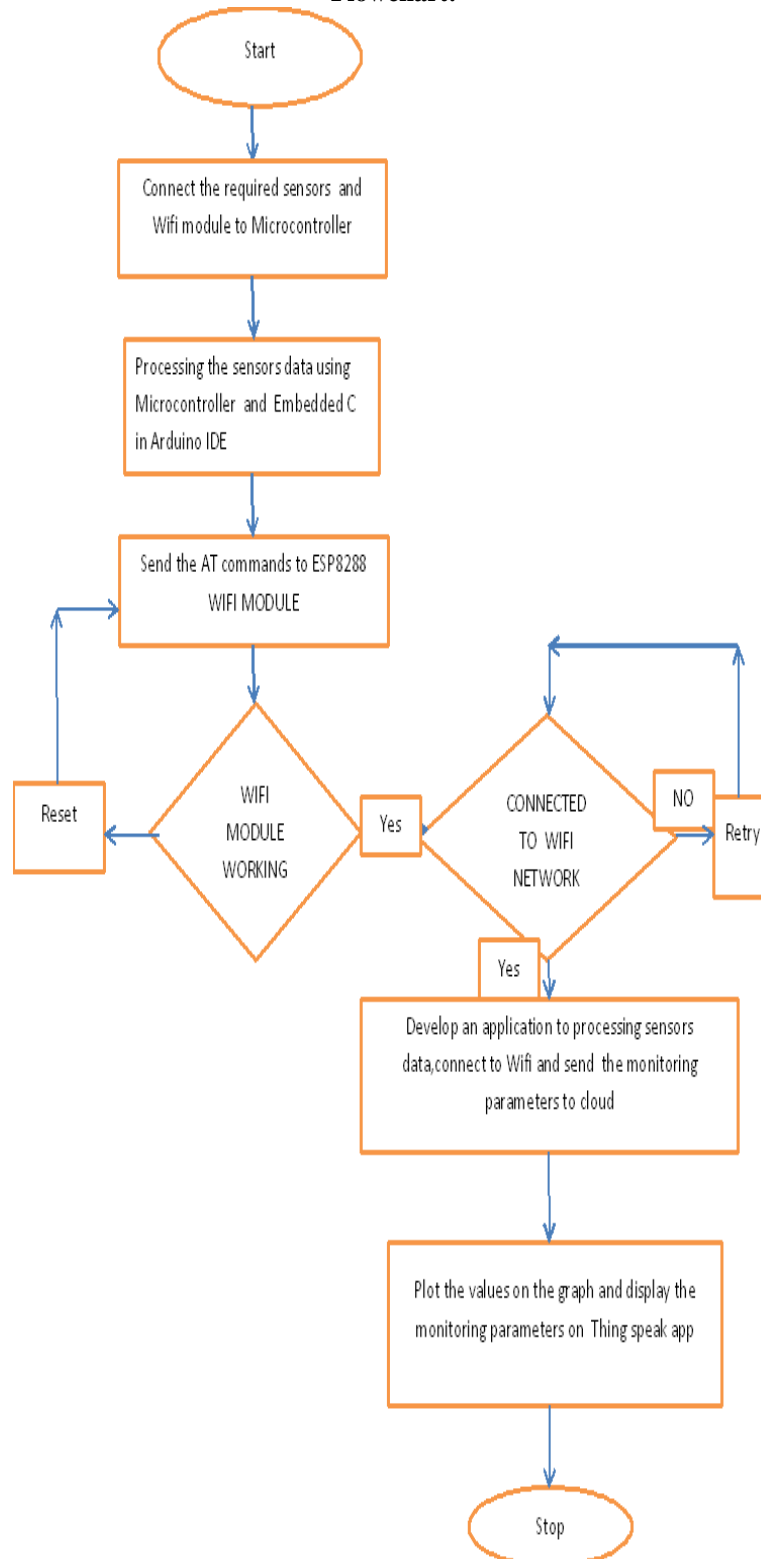 Start
Connect the required sensors and
Wifi module to Microcontroller
Processing the sensors data using
Microcontroller and Embedded C
in Arduino IDE
Send the AT commands to ESP8288
WIFI MODULE
WIFI
MODULE
WORKING
Reset
Yes
CONNECTED
TO WIFI
NETWORK
NO
Retry
Yes
Develop an application to processing sensors
data,connect to Wifi and send the monitoring
parameters to cloud
Plot the values on the graph and display the
monitoring parameters on Thing speak app
Stop